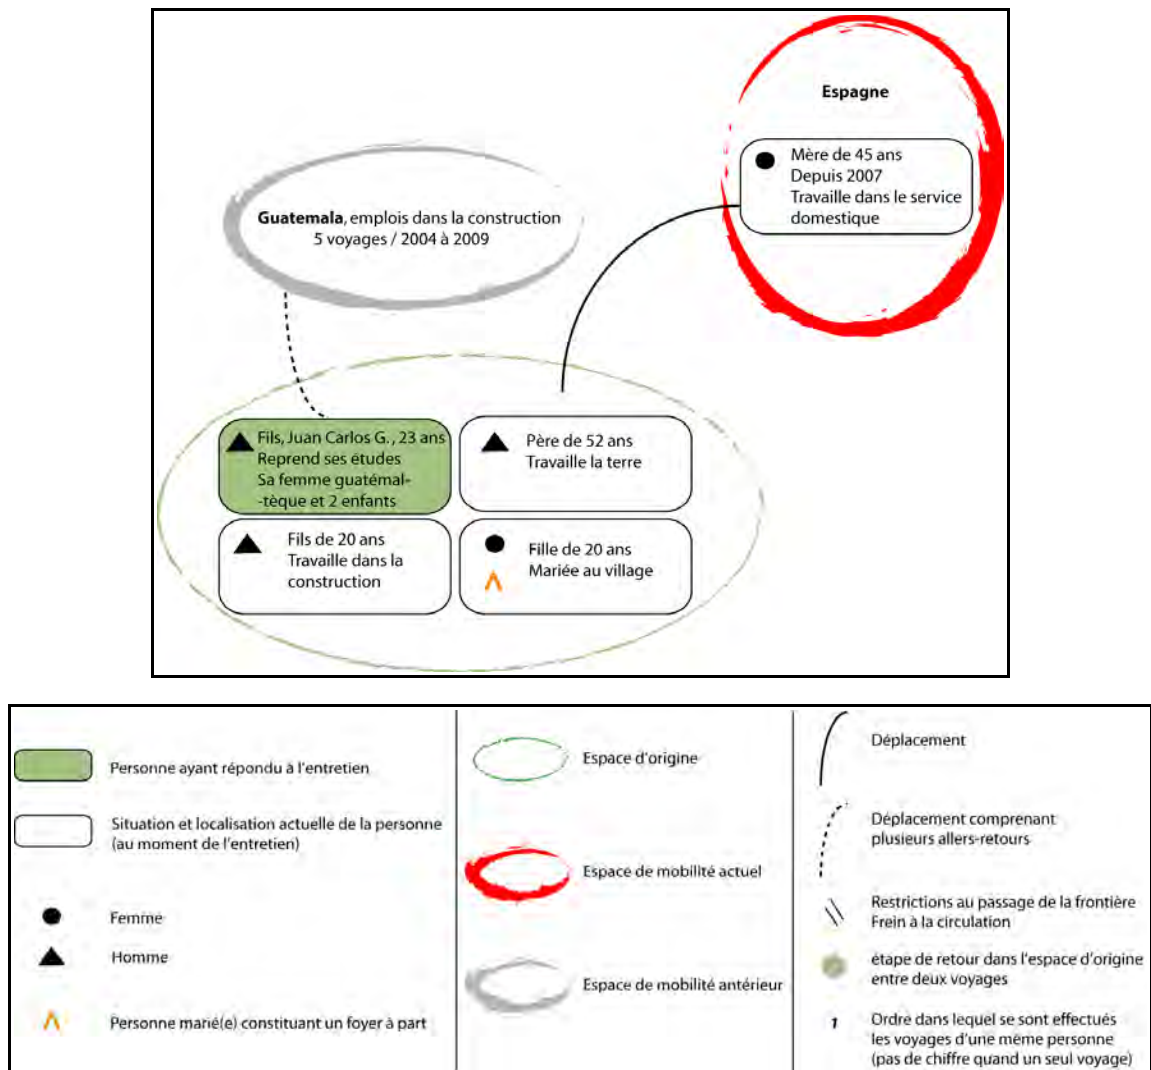 Espagne
Mère de 45 ans
Depuis 2007
Travaille dans le service
domestique
Guatemala, emplois dans la construction
5 voyages / 2004 à 2009
Fils, Juan Carlos G., 23 ans
Reprend ses études
Sa femme guatémal-
-tèque et 2 enfants
Père de 52 ans
Travaille la terre
Fils de 20 ans
Travaille dans la
construction
Fille de 20 ans
Mariée au village
Personne ayant répondu à l'entretien
Situation et localisation actuelle de la personne
(au moment de l'entretien)
Femme
Homme
Personne marié(e) constituant un foyer à part
Espace d'origine
Espace de mobilité actuel
Espace de mobilité antérieur
Déplacement
Déplacement comprenant
plusieurs allers-retours
Restrictions au passage de la frontière
Frein à la circulation
étape de retour dans l'espace d'origine
entre deux voyages
1 Ordre dans lequel se sont effectués
les voyages d'une même personne
(pas de chiffre quand un seul voyage)